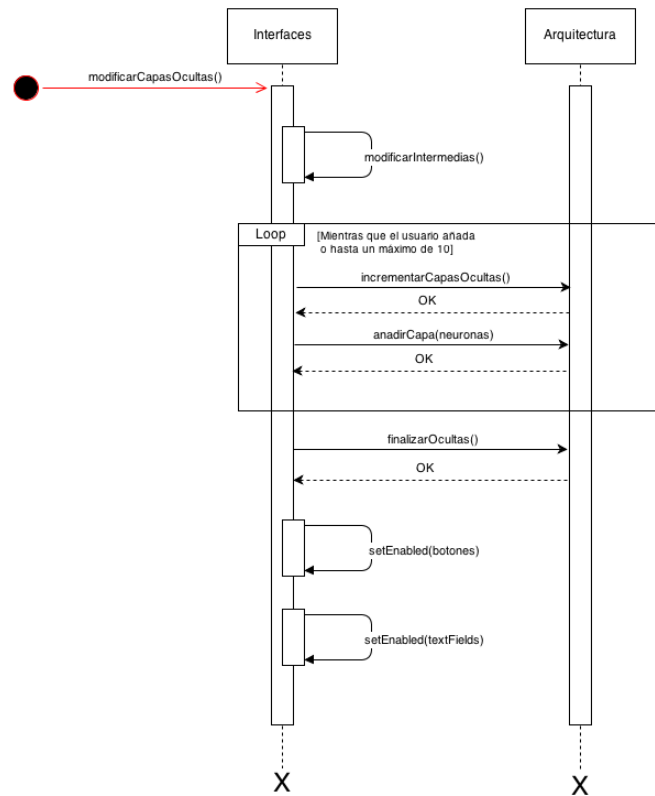 Interfaces
Arquitectura
modificarCapasOcultas()
modificarIntermedias()
Loop
[Mientras que el usuario añada
o hasta un máximo de 10]
incrementarCapasOcultas()
OK
anadirCapa(neuronas)
OK
finalizarOcultas()
OK
setEnabled(botones)
setEnabled(textFields)
X
X